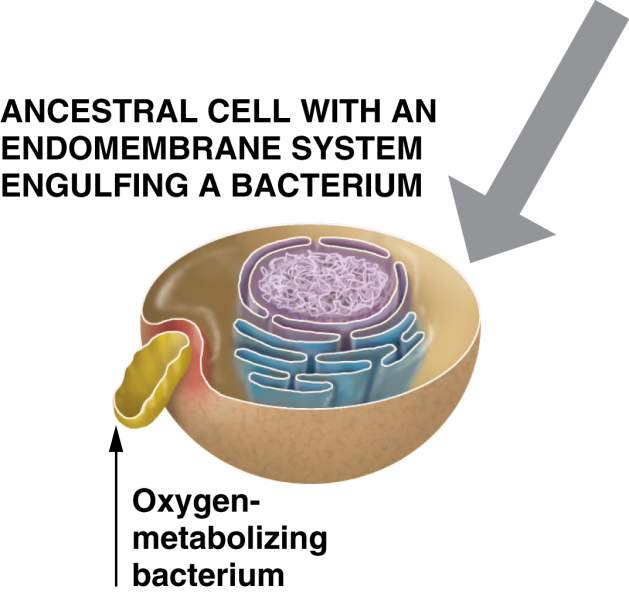 ANCESTRAL CELL WITH AN
ENDOMEMBRANE SYSTEM
ENGULFING A BACTERIUM
Oxygen-
metabolizing
bacterium